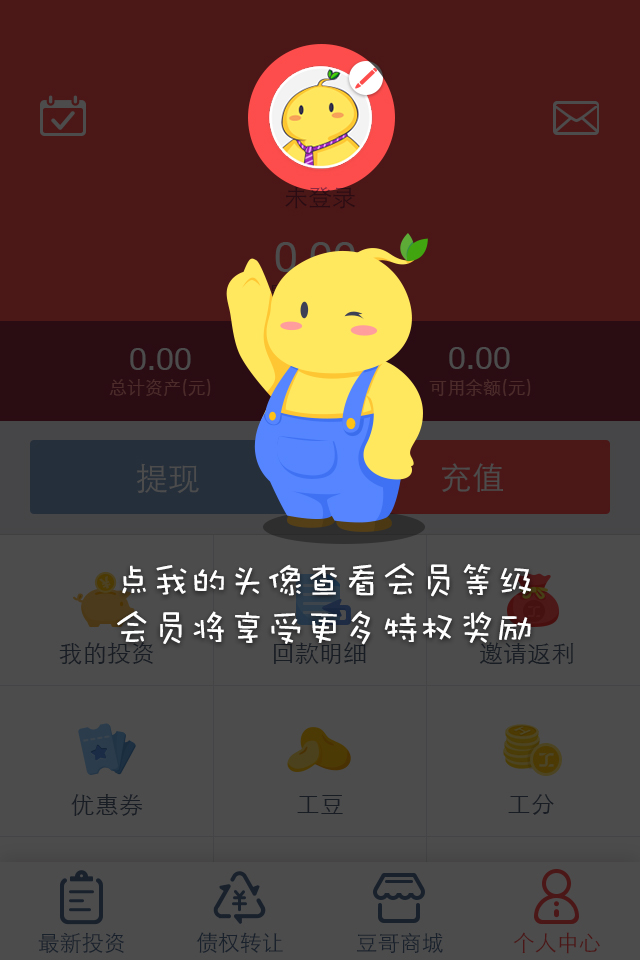 未登录
0.00
0.00
0.00
总计资产(元)
可用余额(元)
提现
充值
点我的头像查看会员等级
会员将享受更多特权奖励
我的投资
回款明细
邀请返利
优惠券
工豆
工分
最新投资
债权转让
豆哥商城
个人中心